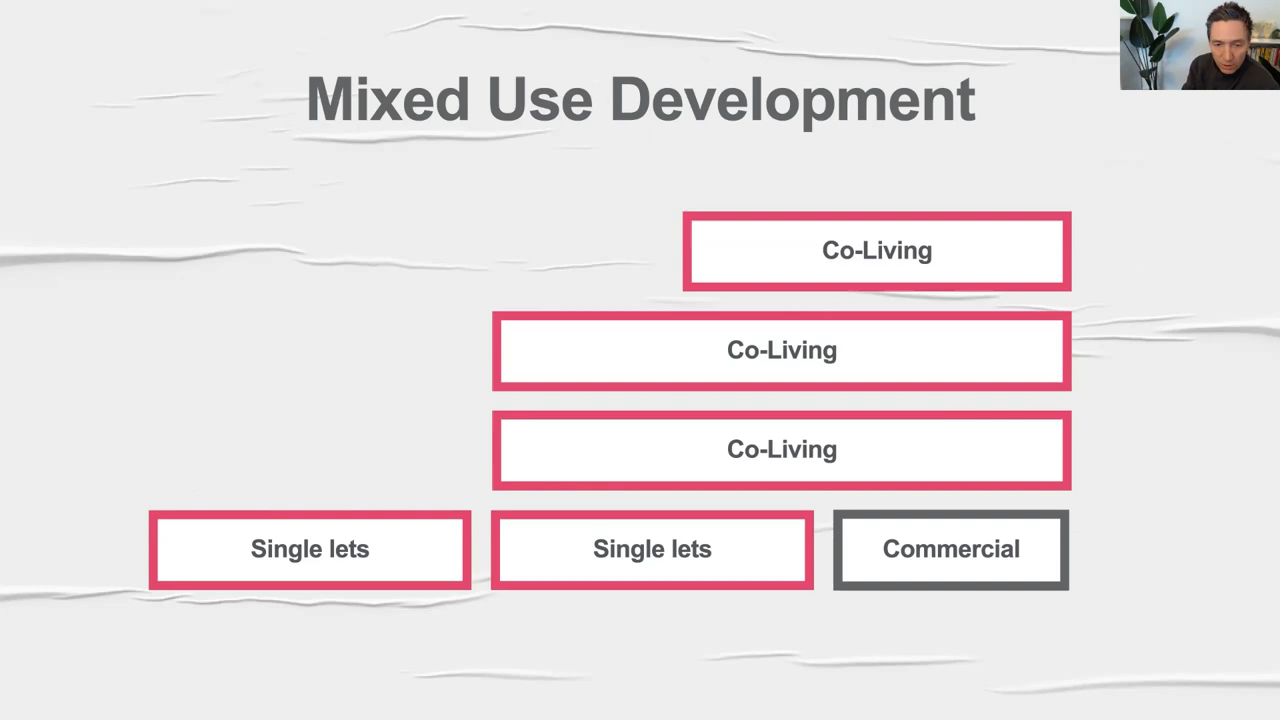 Mixed Use Development
Co-Living
Co-Living
Co-Living
Single lets
Single lets
Commercial